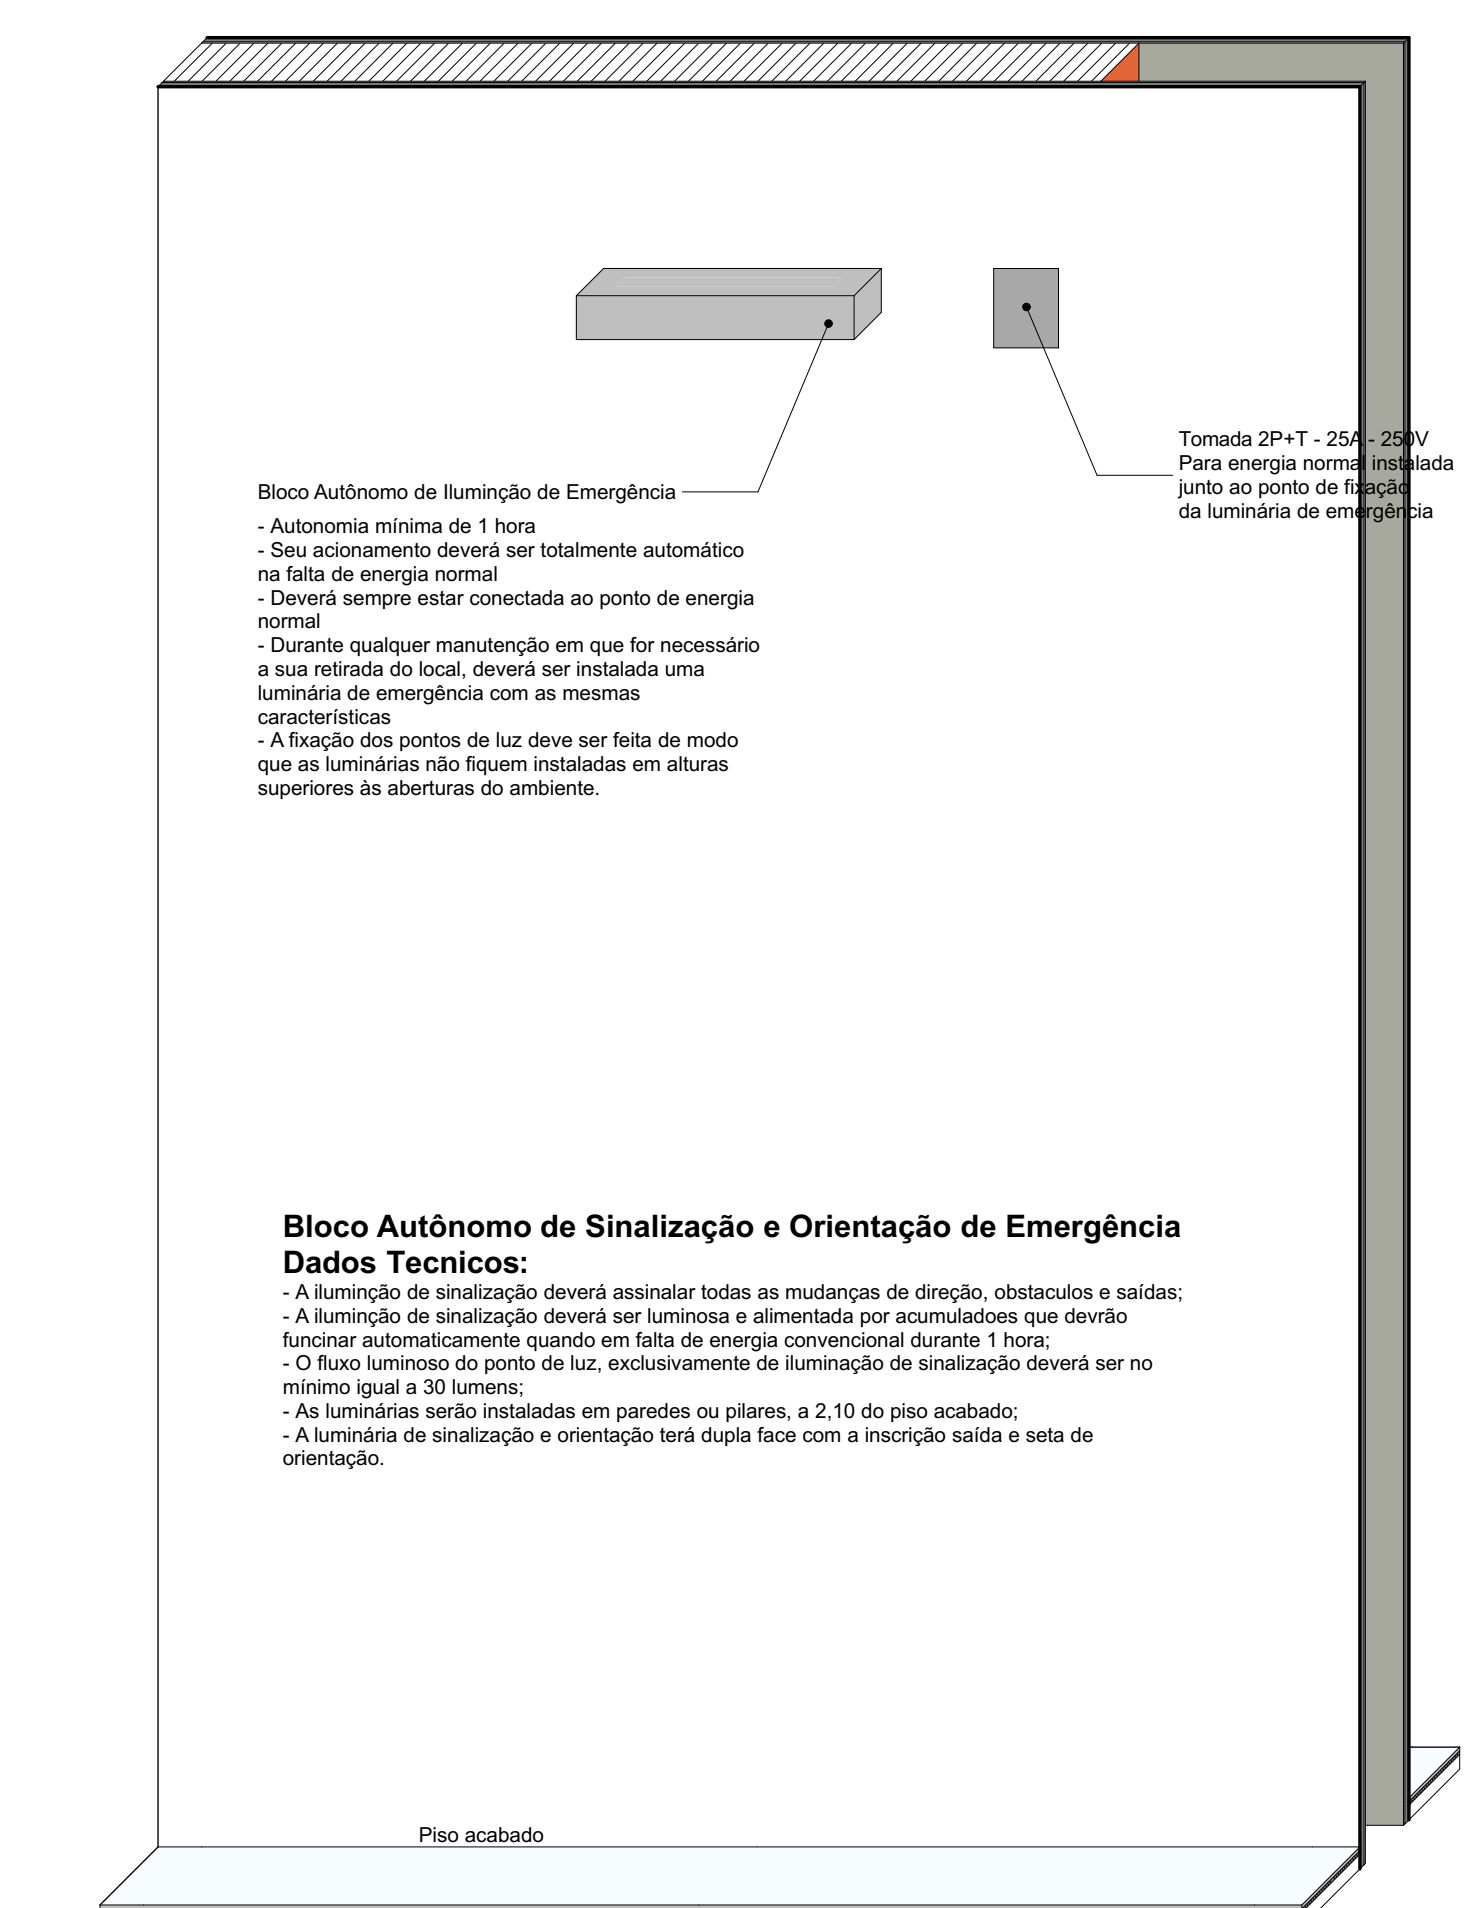 Tomada 2P+T - 25A - 250V
Para energia normal instalada
junto ao ponto de fixação
da luminária de emergência
Bloco Autônomo de Iluminção de Emergência
- Autonomia mínima de 1 hora
- Seu acionamento deverá ser totalmente automático
na falta de energia normal
- Deverá sempre estar conectada ao ponto de energia
normal
- Durante qualquer manutenção em que for necessário
a sua retirada do local, deverá ser instalada uma
luminária de emergência com as mesmas
características
- A fixação dos pontos de luz deve ser feita de modo
que as luminárias não fiquem instaladas em alturas
superiores às aberturas do ambiente.
Bloco Autônomo de Sinalização e Orientação de Emergência
Dados Tecnicos:
- A iluminção de sinalização deverá assinalar todas as mudanças de direção, obstaculos e saídas;
- A iluminção de sinalização deverá ser luminosa e alimentada por acumuladoes que devrão
funcinar automaticamente quando em falta de energia convencional durante 1 hora;
- O fluxo luminoso do ponto de luz, exclusivamente de iluminação de sinalização deverá ser no
mínimo igual a 30 lumens;
- As luminárias serão instaladas em paredes ou pilares, a 2,10 do piso acabado;
- A luminária de sinalização e orientação terá dupla face com a inscrição saída e seta de
orientação.
Piso acabado